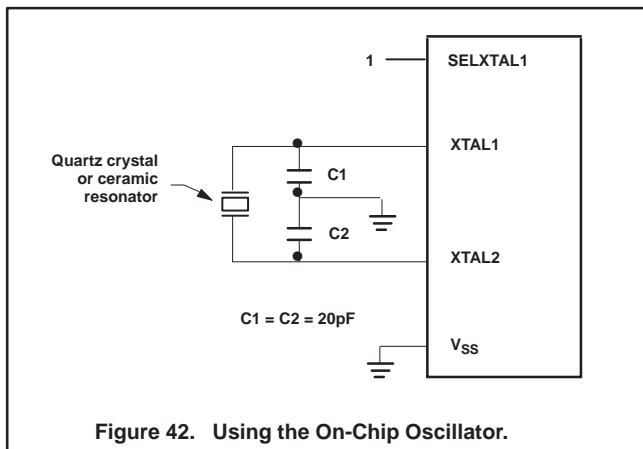 1 SELXTAL1
XTAL1
Quartz crystal
or ceramic
resonator
C1
C2
XTAL2
C1 = C2 = 20pF
VSS
Figure 42. Using the On-Chip Oscillator.